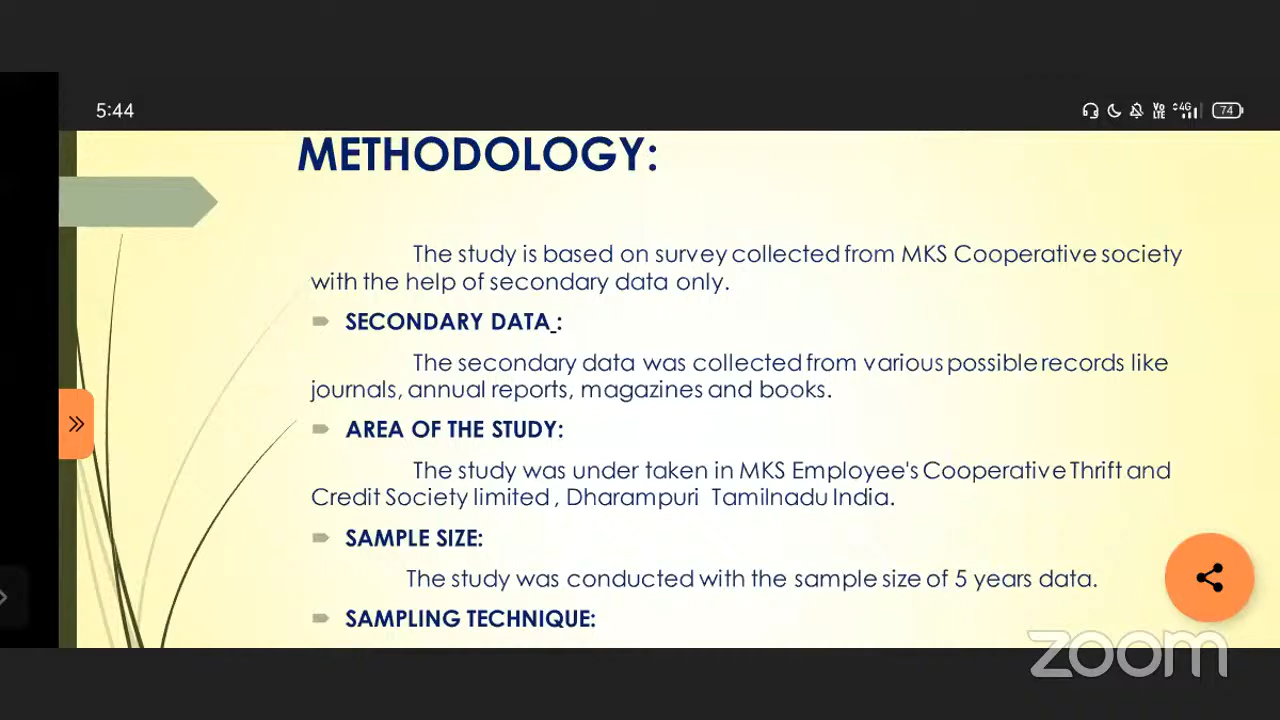 5:44
Vo LTE 4G 74
METHODOLOGY:
The study is based on survey collected from MKS Cooperative society
with the help of secondary data only.
SECONDARY DATA :
The secondary data was collected from various possible records like
journals, annual reports, magazines and books.
AREA OF THE STUDY:
The study was under taken in MKS Employee's Cooperative Thrift and
Credit Society limited , Dharampuri Tamilnadu India.
SAMPLE SIZE:
The study was conducted with the sample size of 5 years data.
SAMPLING TECHNIQUE:
zoom